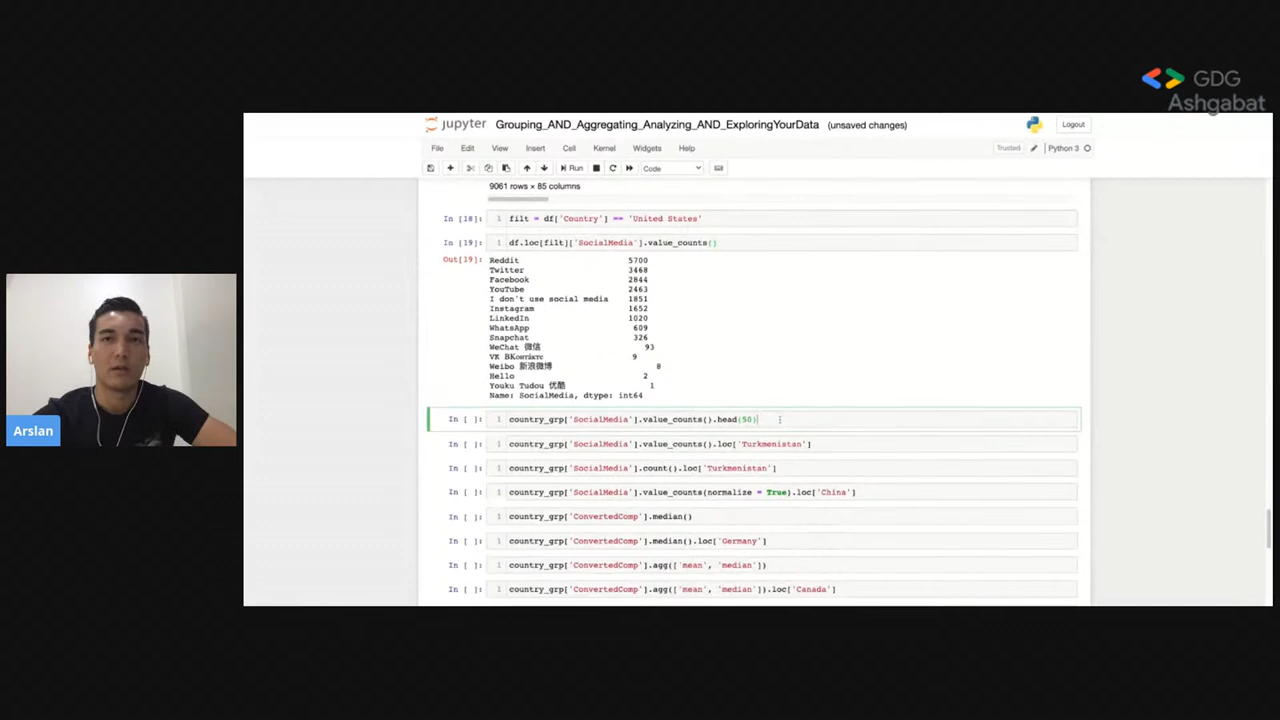 GDG
Ashgabat
jupyter Grouping_AND_Aggregating_Analyzing_AND_ExploringYourData (unsaved changes)
Logout
File Edit View Insert Cell Kernel Widgets Help
Trusted Python 3
Run Code
9061 rows × 85 columns
In [18]: 1 filt = df['Country'] == 'United States'
In [19]: 1 df.loc[filt]['SocialMedia'].value_counts()
Out[19]: Reddit 5700
Twitter 3468
Facebook 2844
YouTube 2463
I don't use social media 1851
Instagram 1652
LinkedIn 1020
WhatsApp 609
Snapchat 326
WeChat 微信 93
VK ВКонтакте 9
Weibo 新浪微博 8
Hello 2
Youku Tudou 优酷 1
Name: SocialMedia, dtype: int64
In [ ]: 1 country_grp['SocialMedia'].value_counts().head(50)
In [ ]: 1 country_grp['SocialMedia'].value_counts().loc['Turkmenistan']
In [ ]: 1 country_grp['SocialMedia'].count().loc['Turkmenistan']
In [ ]: 1 country_grp['SocialMedia'].value_counts(normalize = True).loc['China']
In [ ]: 1 country_grp['ConvertedComp'].median()
In [ ]: 1 country_grp['ConvertedComp'].median().loc['Germany']
In [ ]: 1 country_grp['ConvertedComp'].agg(['mean', 'median'])
In [ ]: 1 country_grp['ConvertedComp'].agg(['mean', 'median']).loc['Canada']
Arslan